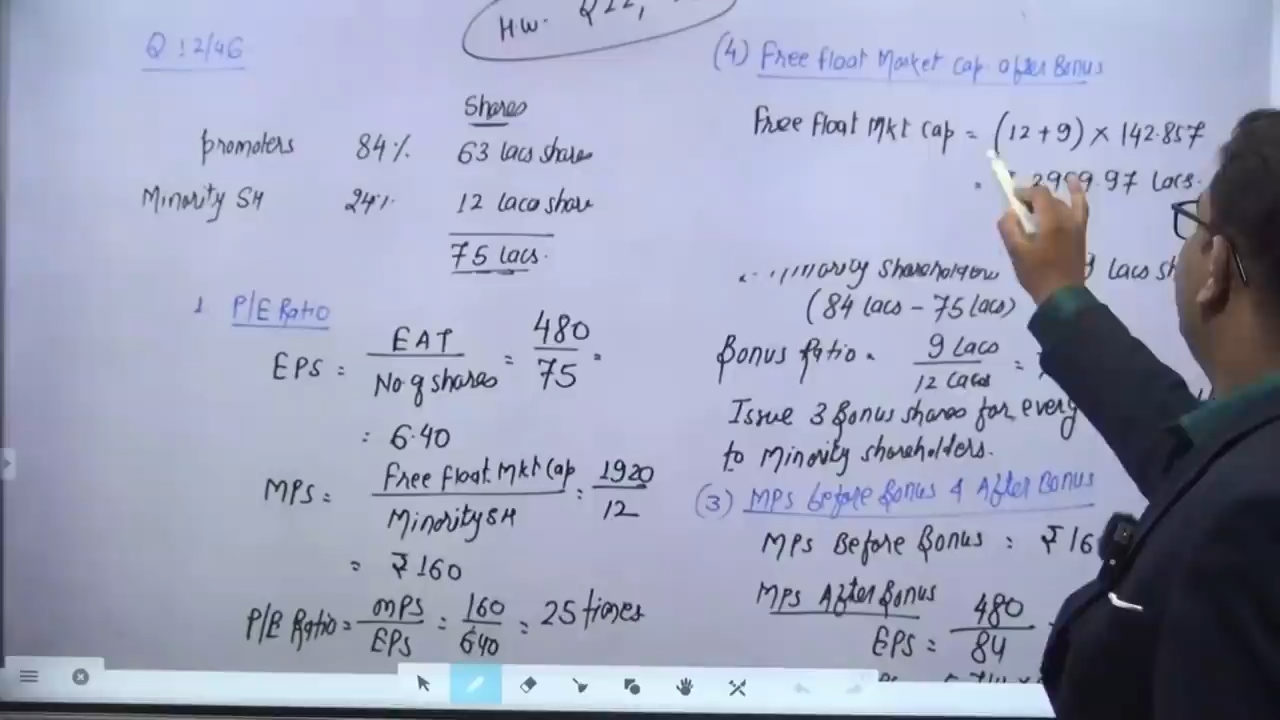 HW. Q22,
Q 12/46
Shares
promoters 84% 63 lacs shares
Minority SH 24% 12 laca share
75 lacs.
1. P/E Ratio
EPS = EAT / No of shares = 480 / 75 =
: 6.40
MPS = Free float Mkt Cap / Minority SH = 1920 / 12
= ₹160
P/E Ratio = MPS / EPS = 160 / 640 = 25 times
(4) Free float Market Cap. after Bonus
Free float Mkt Cap = (12+9) × 142.857
97 lacs.
shareholders lacs
(84 lacs - 75 lacs)
Bonus Ratio = 9 Lacs / 12 Lacs =
Issue 3 Bonus shares for every
to Minority shareholders.
(3) MPS Before Bonus & After Bonus
MPS Before Bonus : ₹16
MPS After Bonus
EPS = 480 / 84